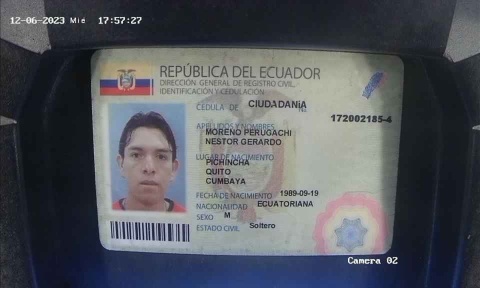 12-06-2023 Mié 17:57:27
REPÚBLICA DEL ECUADOR
DIRECCIÓN GENERAL DE REGISTRO CIVIL,
IDENTIFICACIÓN Y CEDULACIÓN
CÉDULA DE CIUDADANÍA No. 172002185-4
APELLIDOS Y NOMBRES
MORENO PERUGACHI
NESTOR GERARDO
LUGAR DE NACIMIENTO
PICHINCHA
QUITO
CUMBAYA
FECHA DE NACIMIENTO 1989-09-19
NACIONALIDAD ECUATORIANA
SEXO M
ESTADO CIVIL Soltero
Camera 02